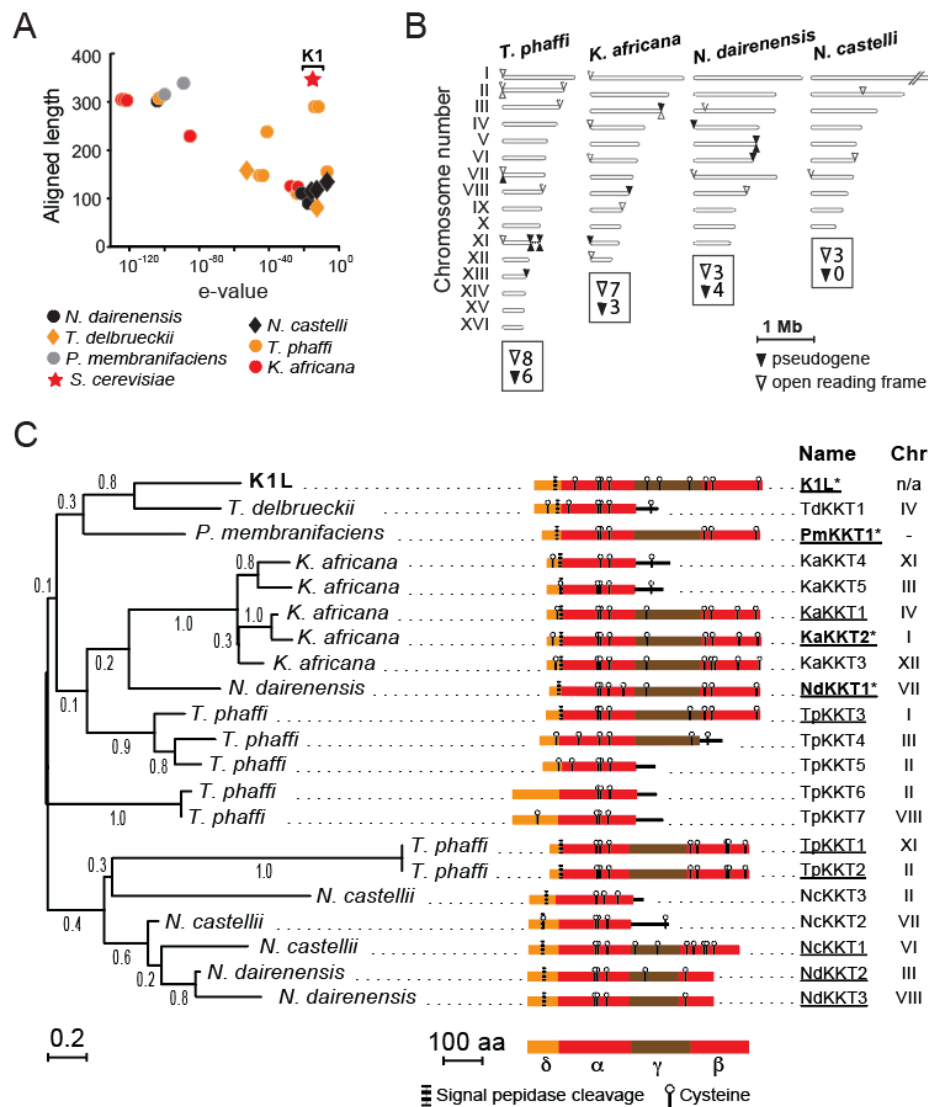 A
K1
Aligned length
400
300
200
100
0
10-120
10-80
10-40
100
e-value
N. dairenensis
T. delbrueckii
P. membranifaciens
S. cerevisiae
N. castelli
T. phaffi
K. africana
B
T. phaffi
K. africana
N. dairenensis
N. castelli
Chromosome number
I
II
III
IV
V
VI
VII
VIII
IX
X
XI
XII
XIII
XIV
XV
XVI
8
6
7
3
3
4
3
0
1 Mb
pseudogene
open reading frame
C
Name Chr
K1L K1L* n/a
T. delbrueckii TdKKT1 IV
P. membranifaciens PmKKT1* -
K. africana KaKKT4 XI
K. africana KaKKT5 III
K. africana KaKKT1 IV
K. africana KaKKT2* I
K. africana KaKKT3 XII
N. dairenensis NdKKT1* VII
T. phaffi TpKKT3 I
T. phaffi TpKKT4 III
T. phaffi TpKKT5 II
T. phaffi TpKKT6 II
T. phaffi TpKKT7 VIII
T. phaffi TpKKT1 XI
T. phaffi TpKKT2 II
N. castellii NcKKT3 II
N. castellii NcKKT2 VII
N. castellii NcKKT1 VI
N. dairenensis NdKKT2 III
N. dairenensis NdKKT3 VIII
0.8
0.3
0.1
0.8
1.0
1.0
0.3
0.2
0.1
0.9
0.8
1.0
0.3
1.0
0.4
0.6
0.2
0.8
0.2
100 aa
δ α γ β
Signal pepidase cleavage
Cysteine